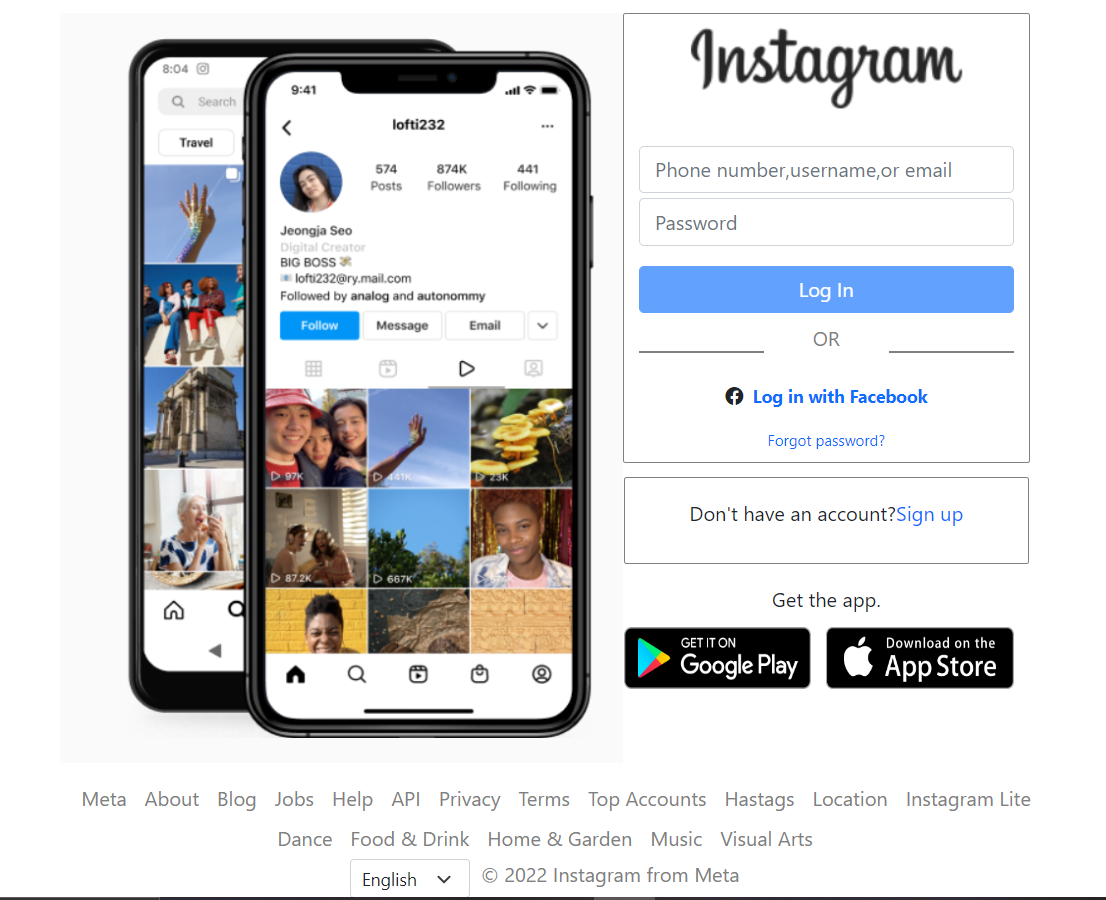 8:04
Search
Travel
9:41
lofti232
574 874K 441
Posts Followers Following
Jeongja Seo
Digital Creator
BIG BOSS
lofti232@ry.mail.com
Followed by analog and autonommy
Follow Message Email
97K 441K 23K
87.2K 667K
Instagram
Phone number,username,or email
Password
Log In
OR
Log in with Facebook
Forgot password?
Don't have an account?Sign up
Get the app.
GET IT ON
Google Play
Download on the
App Store
Meta About Blog Jobs Help API Privacy Terms Top Accounts Hastags Location Instagram Lite
Dance Food & Drink Home & Garden Music Visual Arts
English © 2022 Instagram from Meta